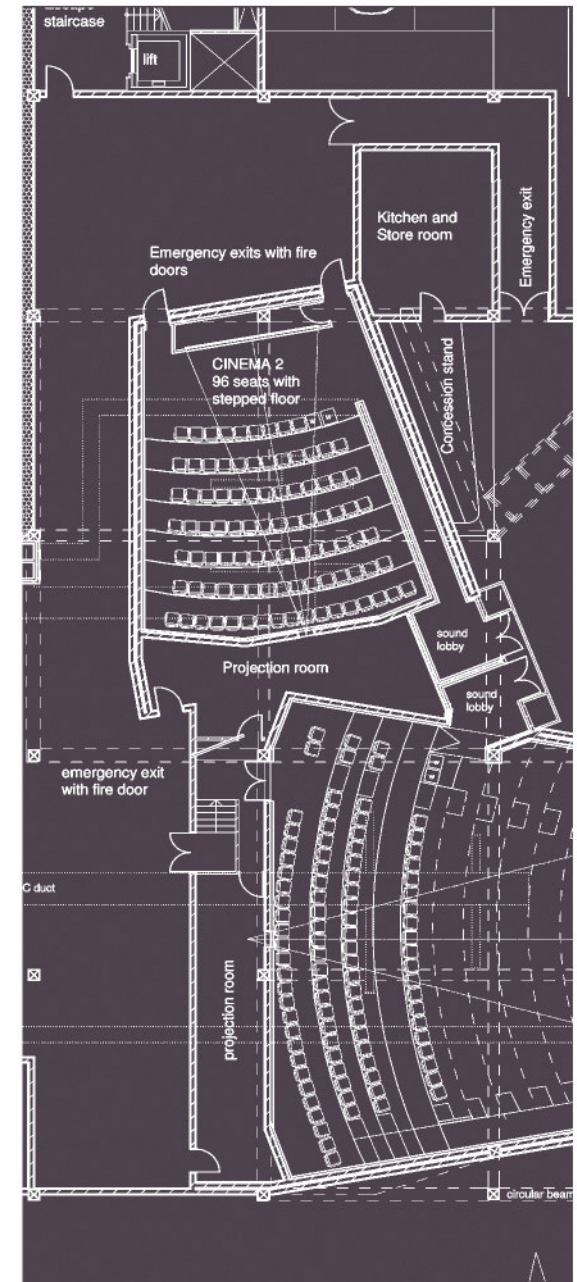 staircase
lift
Kitchen and
Store room
Emergency exit
Emergency exits with fire
doors
CINEMA 2
96 seats with
stepped floor
Concession stand
sound
lobby
Projection room
sound
lobby
emergency exit
with fire door
C duct
projection room
circular beam